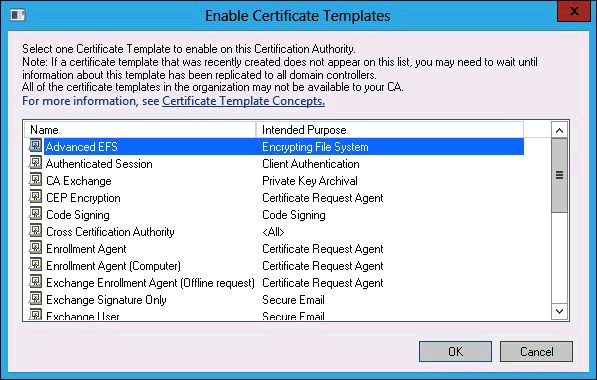 Enable Certificate Templates
x
Select one Certificate Template to enable on this Certification Authority.
Note: If a certificate template that was recently created does not appear on this list, you may need to wait until
information about this template has been replicated to all domain controllers.
All of the certificate templates in the organization may not be available to your CA.
For more information, see Certificate Template Concepts.
Name Intended Purpose
Advanced EFS Encrypting File System
Authenticated Session Client Authentication
CA Exchange Private Key Archival
CEP Encryption Certificate Request Agent
Code Signing Code Signing
Cross Certification Authority <All>
Enrollment Agent Certificate Request Agent
Enrollment Agent (Computer) Certificate Request Agent
Exchange Enrollment Agent (Offline request) Certificate Request Agent
Exchange Signature Only Secure Email
Exchange User Secure Email
OK Cancel